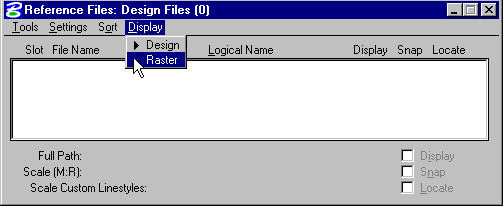 Reference Files: Design Files (0)
Tools Settings Sort Display
Slot File Name Logical Name Display Snap Locate
Design
Raster
Full Path: Display
Scale (M:R): Snap
Scale Custom Linestyles: Locate